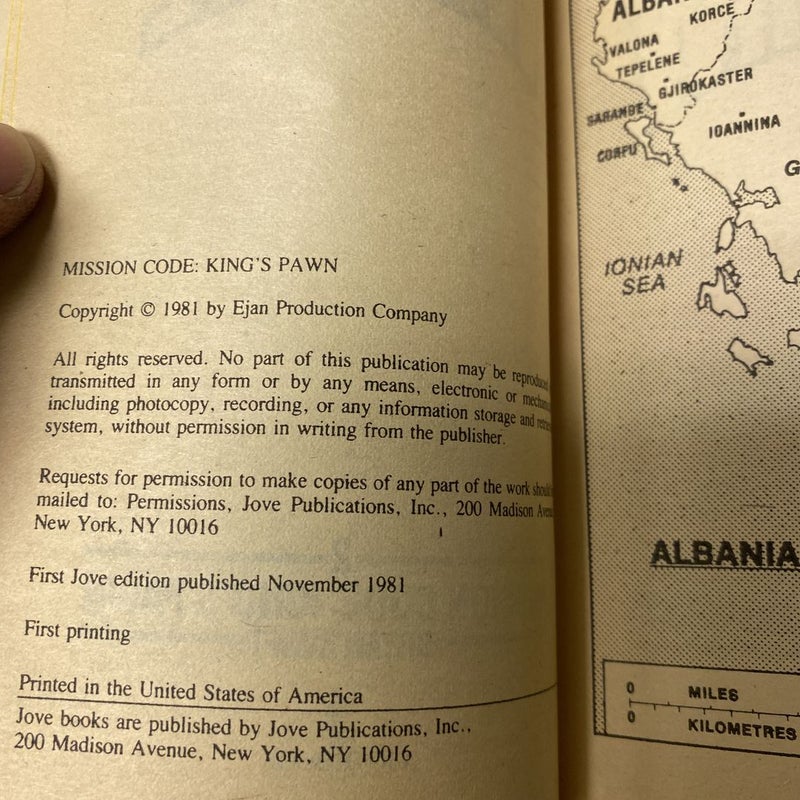 MISSION CODE: KING'S PAWN
Copyright © 1981 by Ejan Production Company
All rights reserved. No part of this publication may be reproduced
transmitted in any form or by any means, electronic or
including photocopy, recording, or any information storage and
system, without permission in writing from the publisher.
Requests for permission to make copies of any part of the work should
mailed to: Permissions, Jove Publications, Inc., 200 Madison
New York, NY 10016
First Jove edition published November 1981
First printing
Printed in the United States of America
Jove books are published by Jove Publications, Inc.,
200 Madison Avenue, New York, NY 10016
KORCE
VALONA
TEPELENE
GJIROKASTER
SARANDE
IOANNINA
CORFU
IONIAN
SEA
ALBANIA
0 MILES
0 KILOMETRES